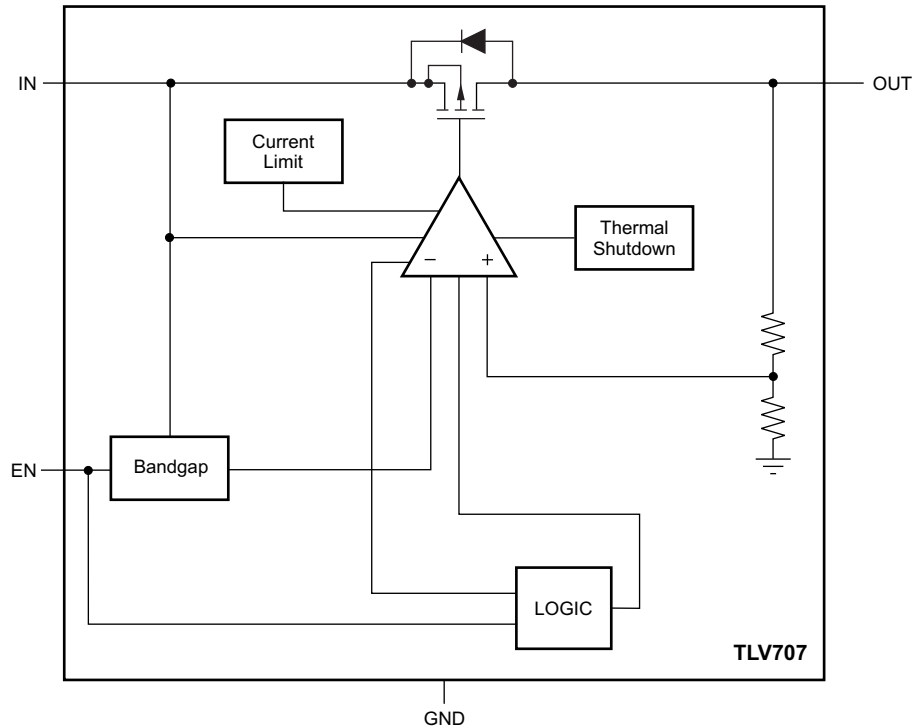 IN
OUT
Current
Limit
Thermal
Shutdown
−
+
EN
Bandgap
LOGIC
TLV707
GND